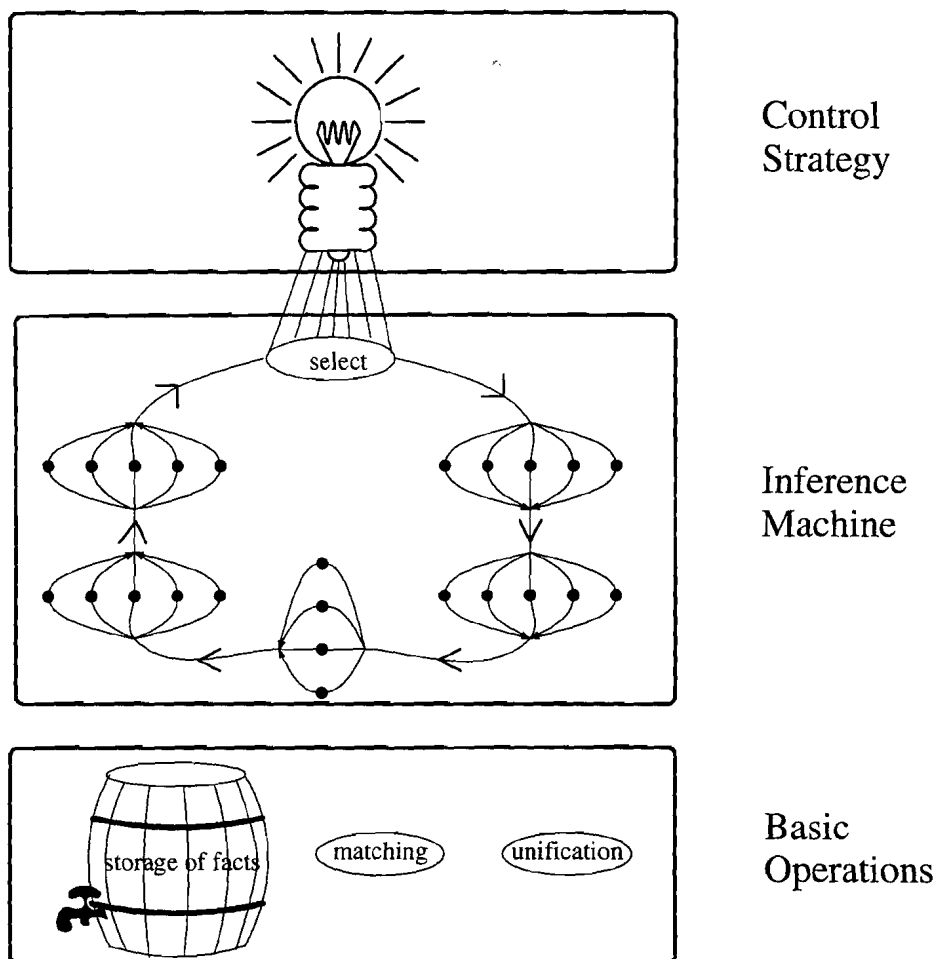 Control
Strategy
select
Inference
Machine
storage of facts
matching
unification
Basic
Operations